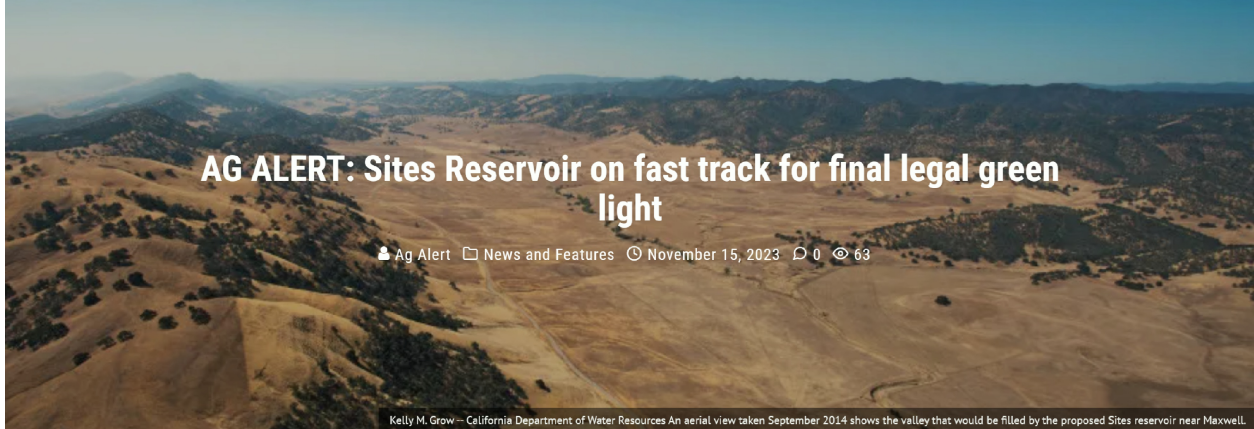 AG ALERT: Sites Reservoir on fast track for final legal green
light
Ag Alert News and Features November 15, 2023 0 63
Kelly M. Grow -- California Department of Water Resources An aerial view taken September 2014 shows the valley that would be filled by the proposed Sites reservoir near Maxwell.